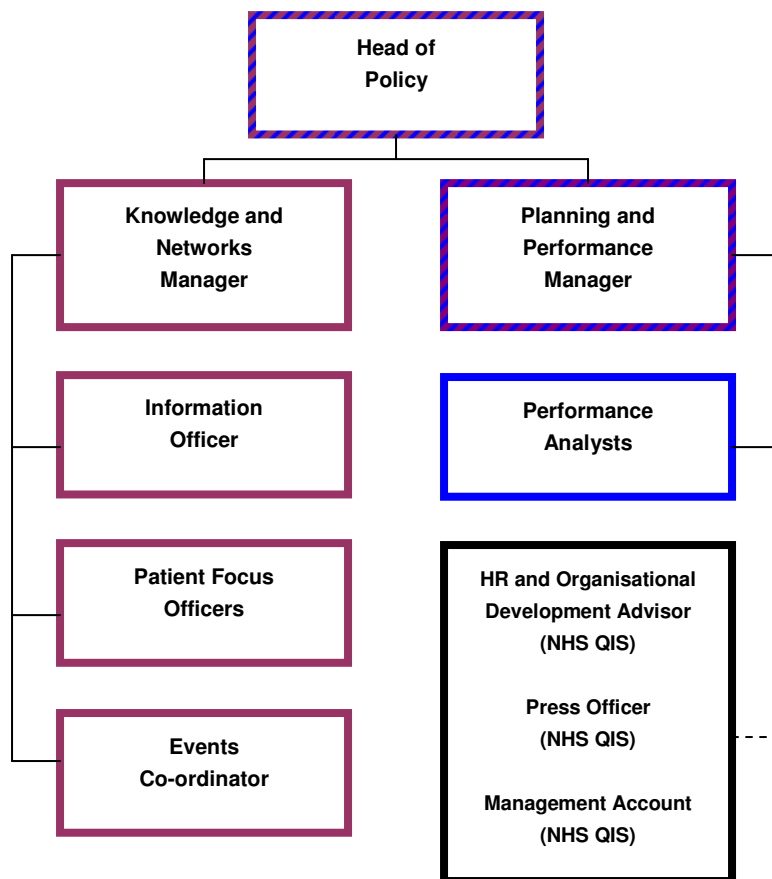 Head of
Policy
Knowledge and
Networks
Manager
Planning and
Performance
Manager
Information
Officer
Performance
Analysts
Patient Focus
Officers
HR and Organisational
Development Advisor
(NHS QIS)
Press Officer
(NHS QIS)
Management Account
(NHS QIS)
Events
Co-ordinator